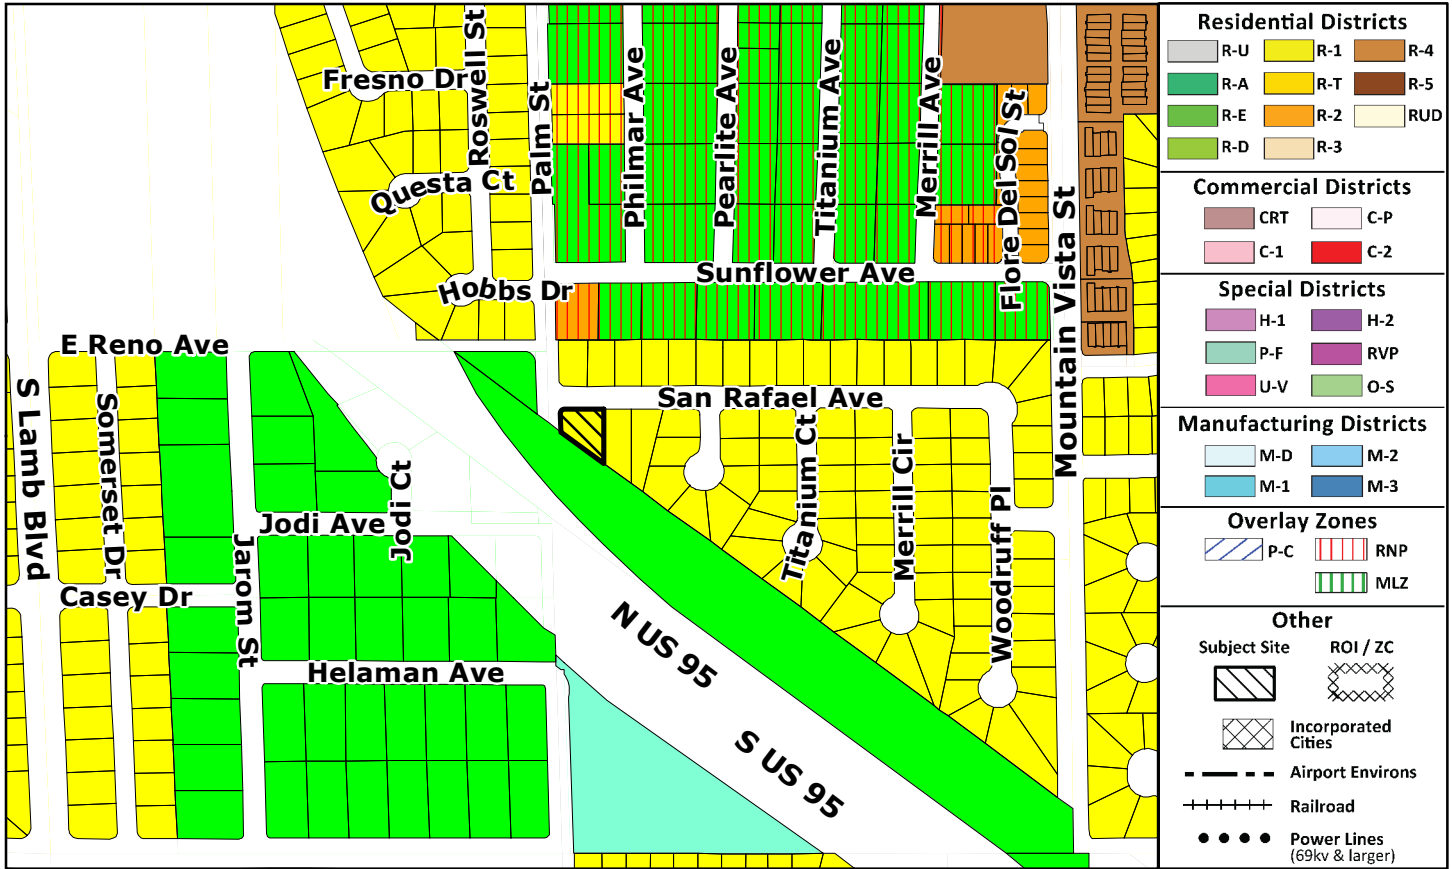 Fresno Dr
Roswell St
Questa Ct
Hobbs Dr
Palm St
Philmar Ave
Pearlite Ave
Titanium Ave
Merrill Ave
Flore Del Sol St
Mountain Vista St
Sunflower Ave
E Reno Ave
San Rafael Ave
S Lamb Blvd
Somerset Dr
Jarom St
Jodi Ave
Jodi Ct
Casey Dr
Helaman Ave
Titanium Ct
Merrill Cir
Woodruff Pl
N US 95
S US 95
Residential Districts
R-U R-1 R-4
R-A R-T R-5
R-E R-2 RUD
R-D R-3
Commercial Districts
CRT C-P
C-1 C-2
Special Districts
H-1 H-2
P-F RVP
U-V O-S
Manufacturing Districts
M-D M-2
M-1 M-3
Overlay Zones
P-C RNP
MLZ
Other
Subject Site ROI / ZC
Incorporated
Cities
Airport Environs
Railroad
Power Lines
(69kv & larger)